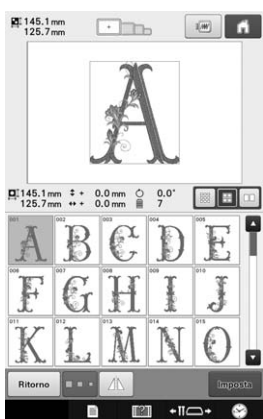 145.1 mm
125.7 mm
A
145.1 mm + 0.0 mm 0.0°
125.7 mm + 0.0 mm 7
001 002 003 004 005
A B C D E
006 007 008 009 010
F G H I J
011 012 013 014 015
K L M N O
Ritorno Imposta